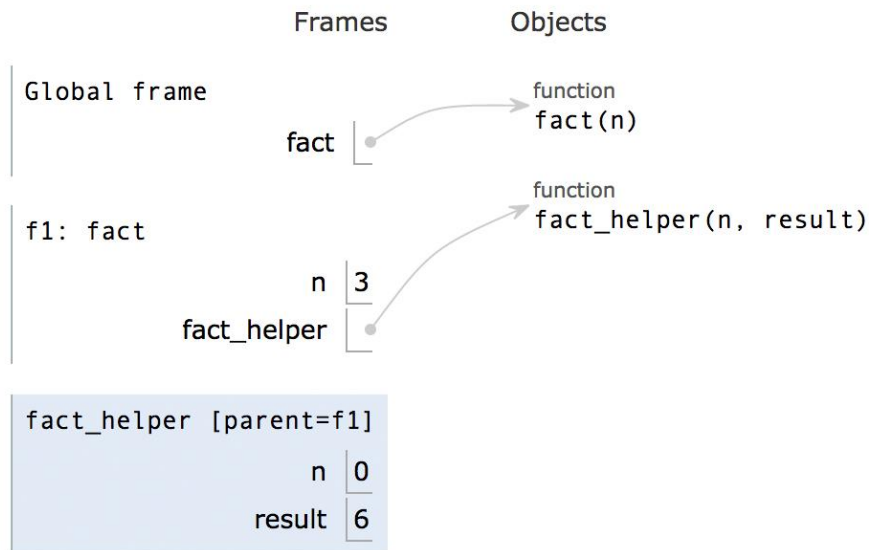 Frames Objects
Global frame
function
fact(n)
fact
function
fact_helper(n, result)
f1: fact
n 3
fact_helper
fact_helper [parent=f1]
n 0
result 6